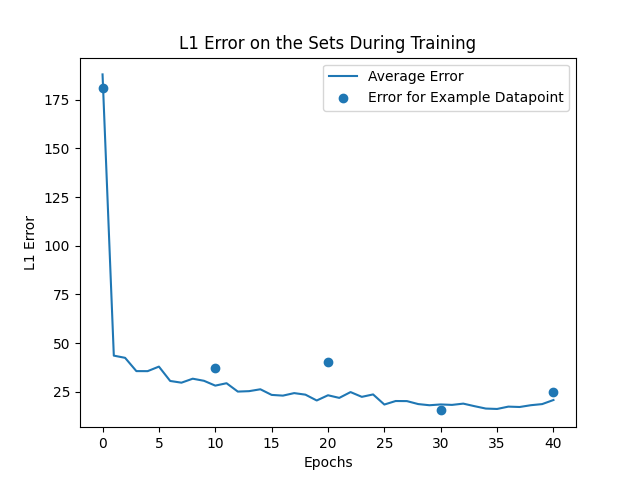 L1 Error on the Sets During Training
Average Error
Error for Example Datapoint
L1 Error
175
150
125
100
75
50
25
0 5 10 15 20 25 30 35 40
Epochs